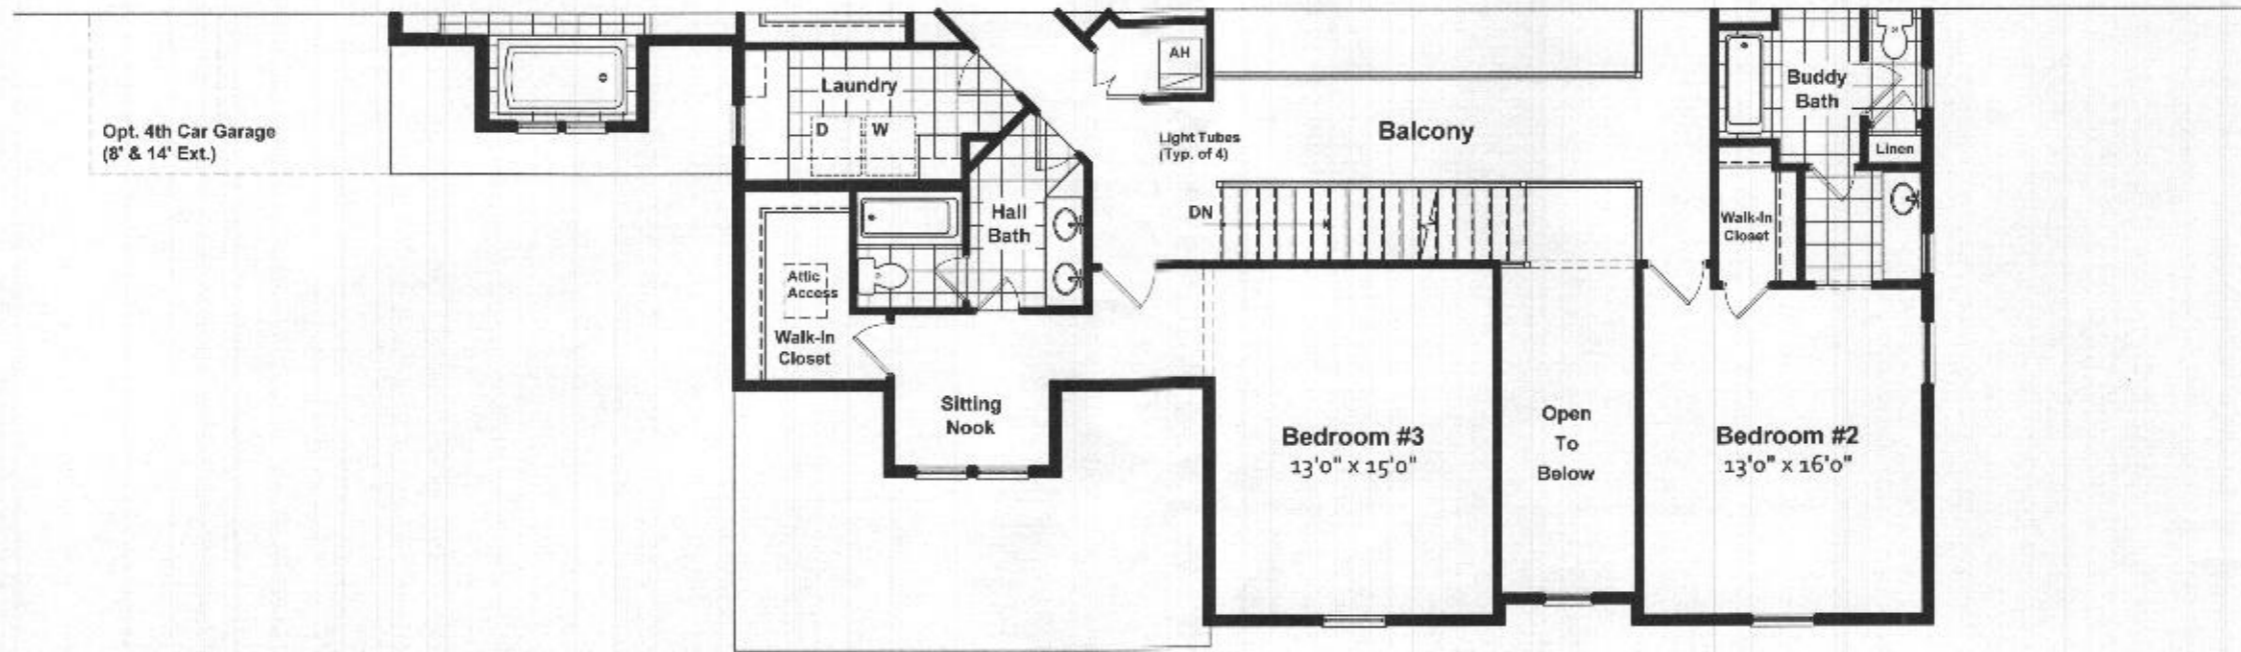 AH
Laundry
D
W
Opt. 4th Car Garage
(8' & 14' Ext.)
Light Tubes
(Typ. of 4)
Balcony
Buddy
Bath
Linen
Hall
Bath
DN
Walk-In
Closet
Attic
Access
Walk-In
Closet
Sitting
Nook
Bedroom #3
13'0" x 15'0"
Open
To
Below
Bedroom #2
13'0" x 16'0"